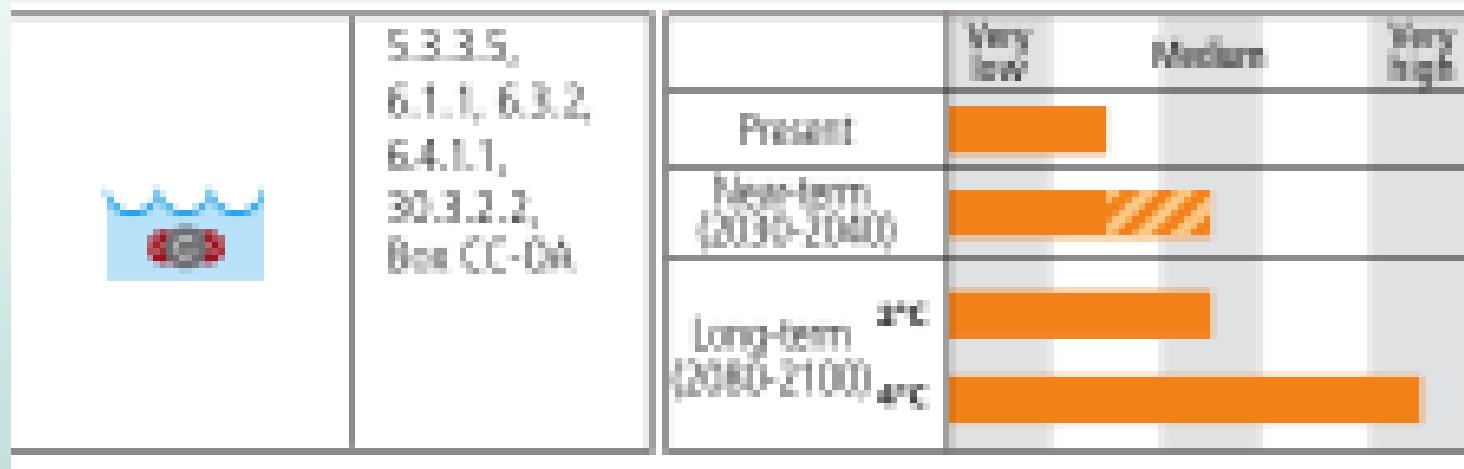 5.3.3.5,
6.1.1, 6.3.2,
6.4.1.1,
30.3.2.2,
Box CC-OA
Very low
Medium
Very high
Present
Near-term
(2030-2040)
Long-term
(2080-2100)
2°C
4°C